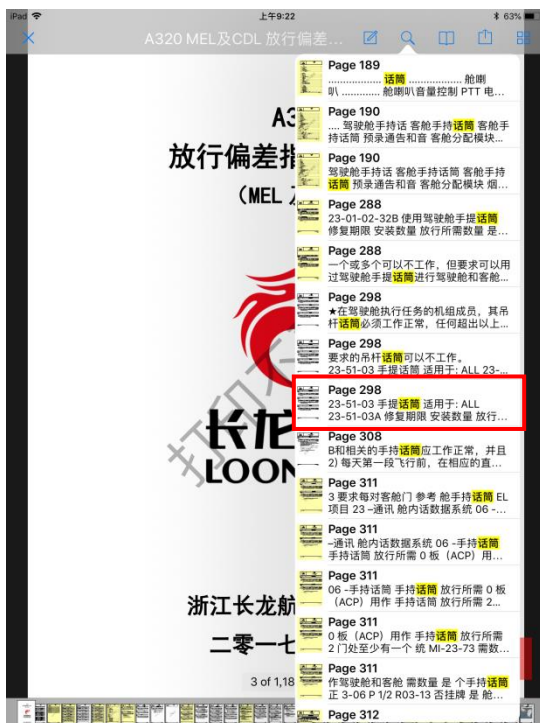 iPad
上午9:22
63%
A320 MEL及CDL 放行偏差...
A3
放行偏差指
（MEL 及
打印不
长龙
LOON
浙江长龙航
二零一七
3 of 1,18
Page 189
.................. 话筒 .................. 舱喇
叭 ............. 舱喇叭音量控制 PTT 电...
Page 190
.... 驾驶舱手持话 客舱手持话筒 客舱手
持话筒 预录通告和音 客舱分配模块...
Page 190
驾驶舱手持话 客舱手持话筒 客舱手持
话筒 预录通告和音 客舱分配模块 烟...
Page 288
23-01-02-32B 使用驾驶舱手提话筒
修复期限 安装数量 放行所需数量 是...
Page 288
一个或多个可以不工作，但要求可以用
过驾驶舱手提话筒进行驾驶舱和客舱...
Page 298
★在驾驶舱执行任务的机组成员，其吊
杆话筒必须工作正常，任何超出以上...
Page 298
要求的吊杆话筒可以不工作。
23-51-03 手提话筒 适用于: ALL 23-...
Page 298
23-51-03 手提话筒 适用于: ALL
23-51-03A 修复期限 安装数量 放行...
Page 308
B和相关的手持话筒应工作正常，并且
2) 每天第一段飞行前，在相应的直...
Page 311
3 要求每对客舱门 参考 舱手持话筒 EL
项目 23 –通讯 舱内话数据系统 06 -...
Page 311
–通讯 舱内话数据系统 06 -手持话筒
手持话筒 放行所需 0 板（ACP）用...
Page 311
06 -手持话筒 手持话筒 放行所需 0 板
（ACP）用作 手持话筒 放行所需 2...
Page 311
0 板（ACP）用作 手持话筒 放行所需
2 门处至少有一个 统 MI-23-73 需数...
Page 311
作驾驶舱和客舱 需数量 是 个手持话筒
正 3-06 P 1/2 R03-13 否挂牌 是 舱...
Page 312